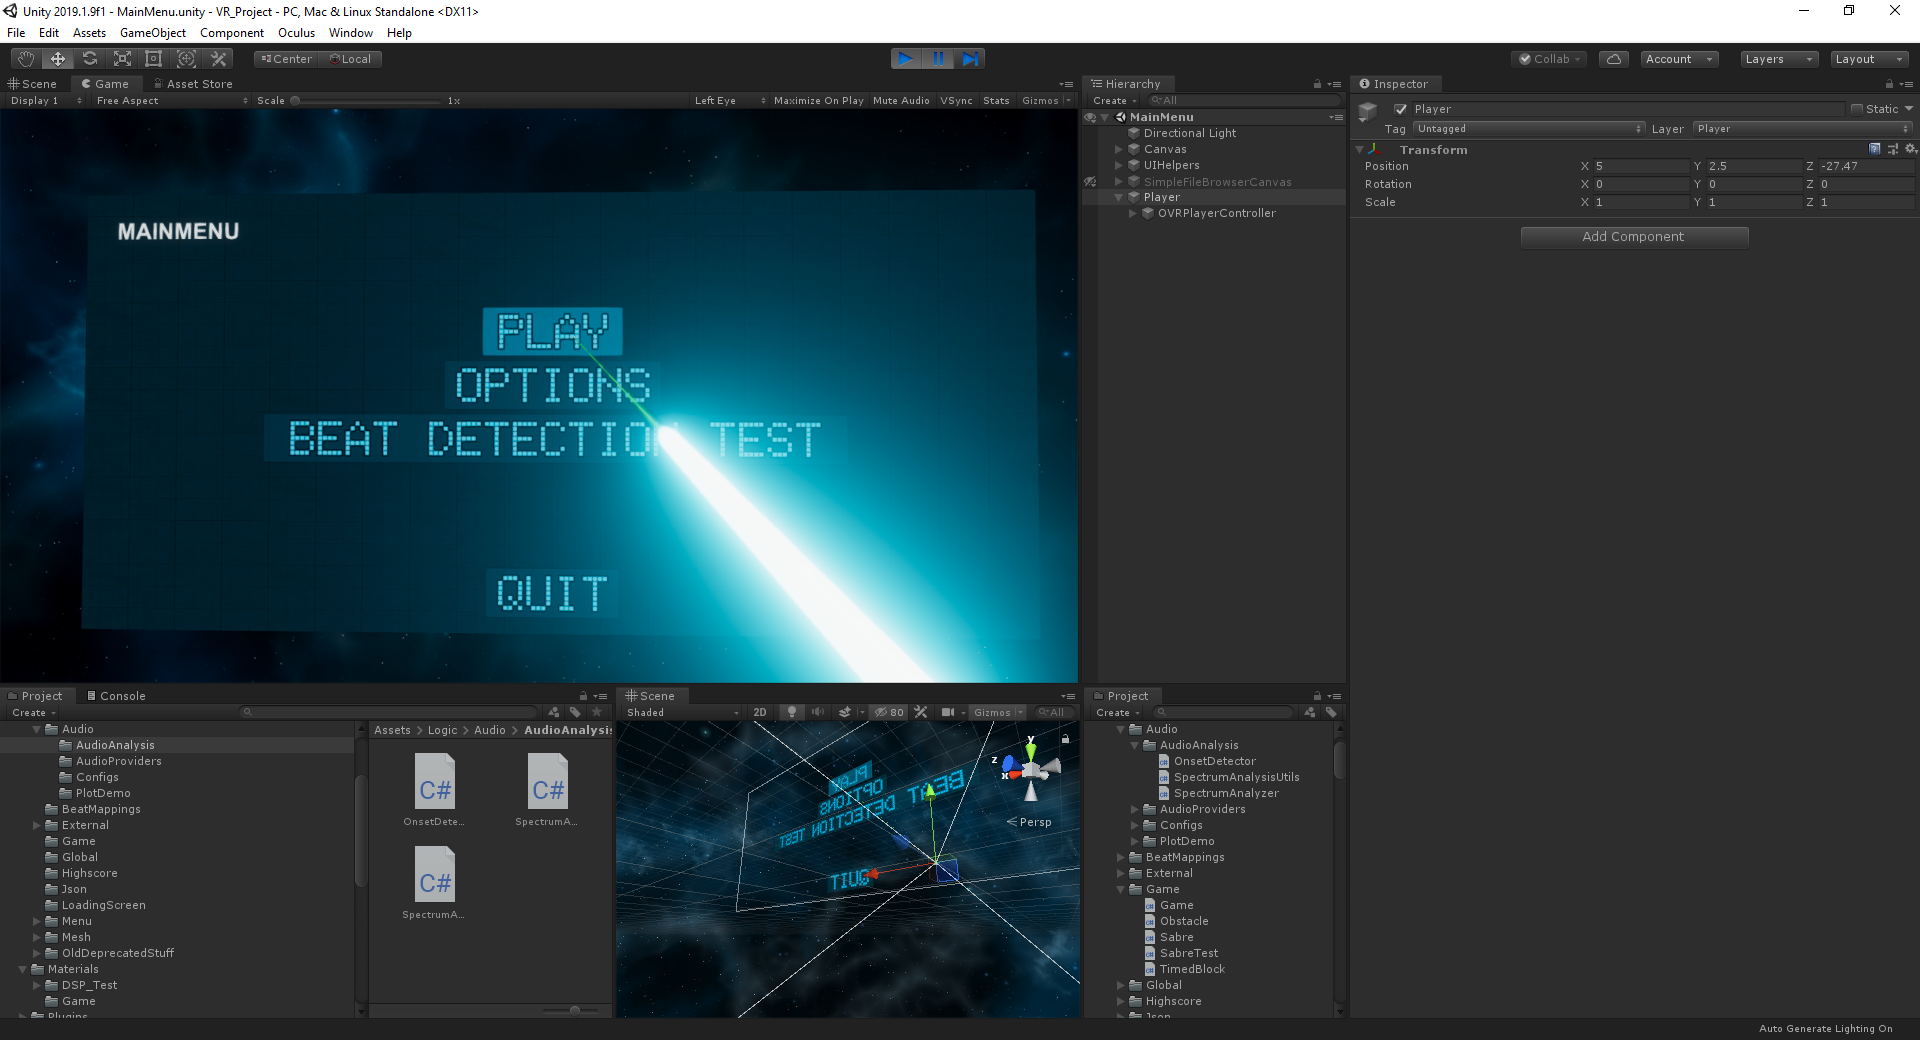 Unity 2019.1.9f1 - MainMenu.unity - VR_Project - PC, Mac & Linux Standalone <DX11>
File Edit Assets GameObject Component Oculus Window Help
Center Local
Collab Account Layers Layout
Scene Game Asset Store
Display 1 Free Aspect Scale 1x Left Eye Maximize On Play Mute Audio VSync Stats Gizmos
MAINMENU
PLAY
OPTIONS
BEAT DETECTION TEST
QUIT
Hierarchy
Create All
MainMenu
Directional Light
Canvas
UIHelpers
SimpleFileBrowserCanvas
Player
OVRPlayerController
Inspector
Player Static
Tag Untagged Layer Player
Transform
Position X 5 Y 2.5 Z -27.47
Rotation X 0 Y 0 Z 0
Scale X 1 Y 1 Z 1
Add Component
Project Console
Create
Audio
AudioAnalysis
AudioProviders
Configs
PlotDemo
BeatMappings
External
Game
Global
Highscore
Json
LoadingScreen
Menu
Mesh
OldDeprecatedStuff
Materials
DSP_Test
Game
Plugins
Assets > Logic > Audio > AudioAnalysis
C# C#
OnsetDete... SpectrumA...
C#
SpectrumA...
Scene
Shaded 2D 80 Gizmos All
PLAY
OPTIONS
BEAT DETECTION TEST
QUIT
y
z
x
Persp
Project
Create
Audio
AudioAnalysis
OnsetDetector
SpectrumAnalysisUtils
SpectrumAnalyzer
AudioProviders
Configs
PlotDemo
BeatMappings
External
Game
Game
Obstacle
Sabre
SabreTest
TimedBlock
Global
Highscore
Json
Auto Generate Lighting On